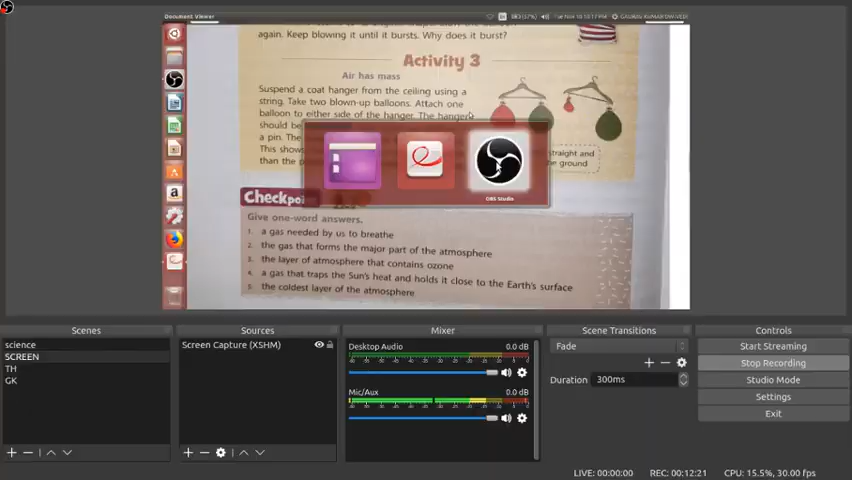 Document Viewer
again. Keep blowing it until it bursts. Why does it burst?
Activity 3
Air has mass
Suspend a coat hanger from the ceiling using a
string. Take two blown-up balloons. Attach one
balloon to either side of the hanger. The hanger
should be
a pin. The
This shows
straight and
than the p
he ground
OBS Studio
Checkpoi
Give one-word answers.
1. a gas needed by us to breathe
2. the gas that forms the major part of the atmosphere
3. the layer of atmosphere that contains ozone
4. a gas that traps the Sun's heat and holds it close to the Earth's surface
5. the coldest layer of the atmosphere
Scenes
Sources
Mixer
Scene Transitions
Controls
science
SCREEN
TH
GK
Screen Capture (XSHM)
Desktop Audio 0.0 dB
Mic/Aux 0.0 dB
Fade
Duration 300ms
Start Streaming
Stop Recording
Studio Mode
Settings
Exit
LIVE: 00:00:00 REC: 00:12:21 CPU: 15.5%, 30.00 fps